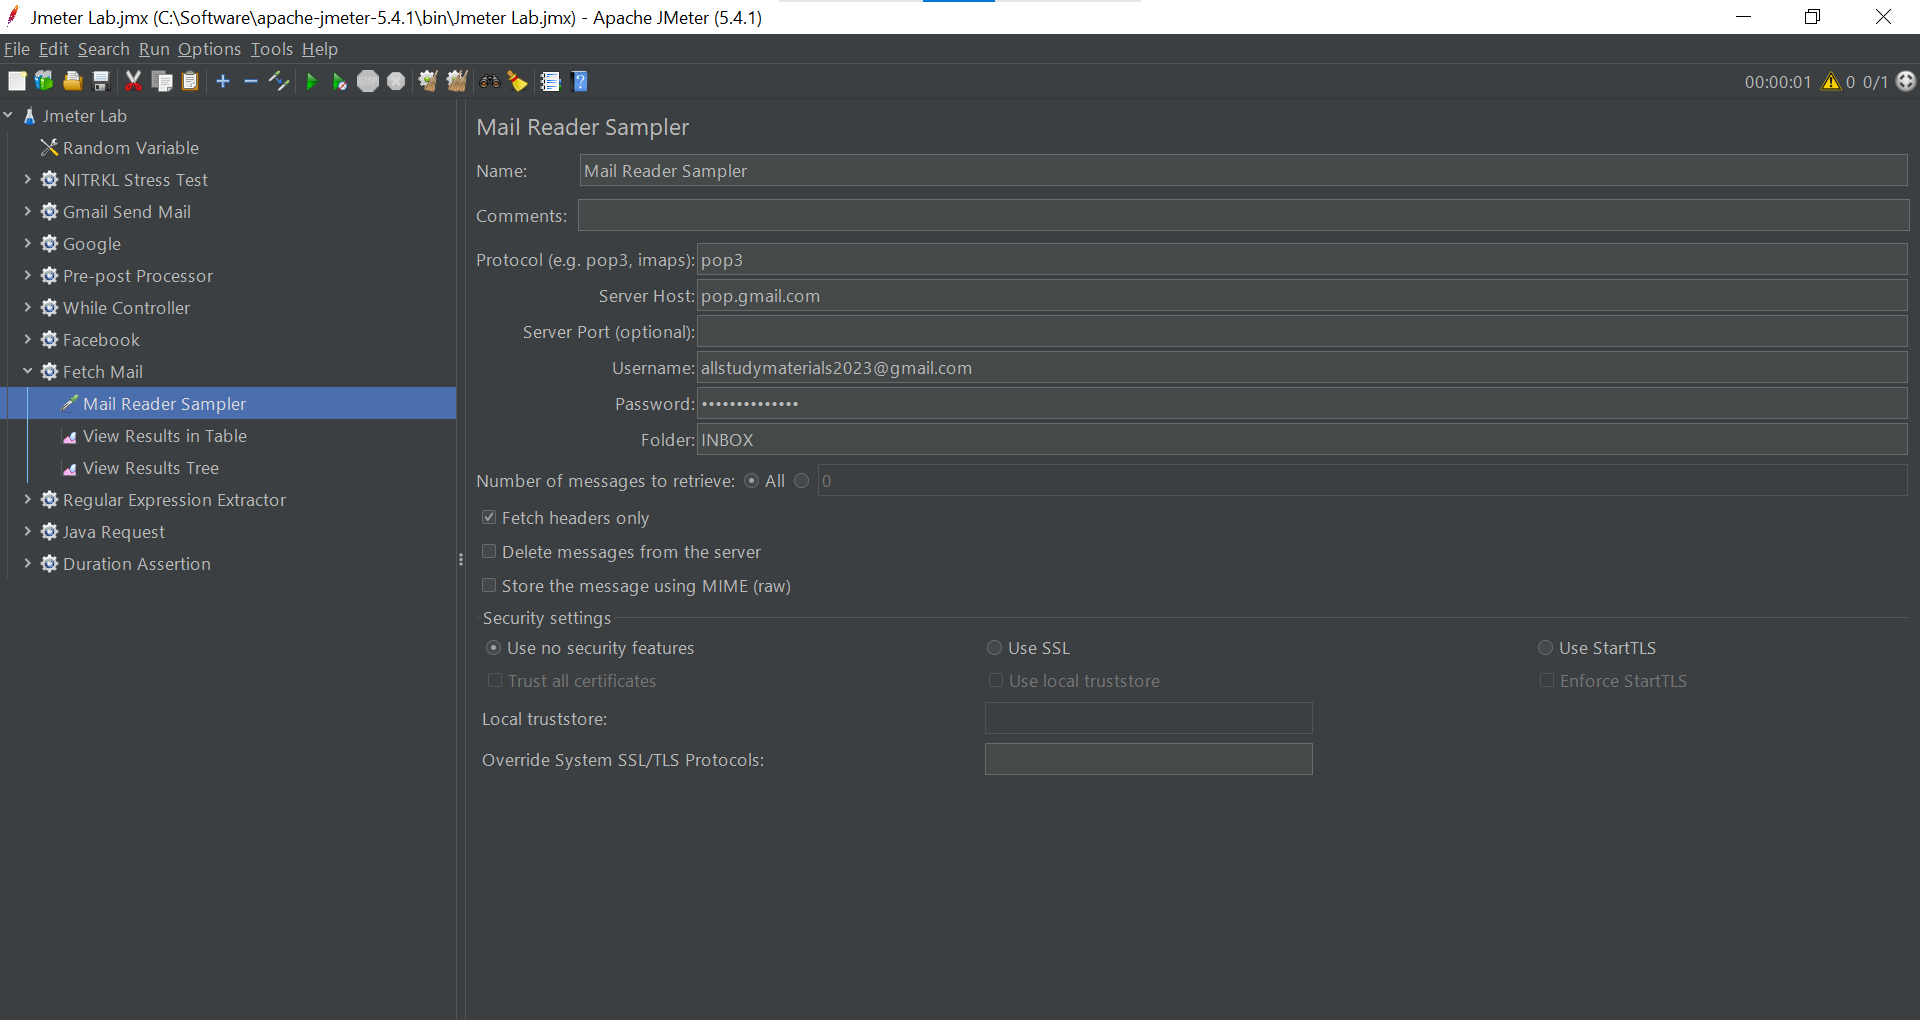 Jmeter Lab.jmx (C:\Software\apache-jmeter-5.4.1\bin\Jmeter Lab.jmx) - Apache JMeter (5.4.1)
File Edit Search Run Options Tools Help
00:00:01 0 0/1
Jmeter Lab
Random Variable
NITRKL Stress Test
Gmail Send Mail
Google
Pre-post Processor
While Controller
Facebook
Fetch Mail
Mail Reader Sampler
View Results in Table
View Results Tree
Regular Expression Extractor
Java Request
Duration Assertion
Mail Reader Sampler
Name: Mail Reader Sampler
Comments:
Protocol (e.g. pop3, imaps): pop3
Server Host: pop.gmail.com
Server Port (optional):
Username: allstudymaterials2023@gmail.com
Password: ••••••••••••••
Folder: INBOX
Number of messages to retrieve: All 0
Fetch headers only
Delete messages from the server
Store the message using MIME (raw)
Security settings
Use no security features Use SSL Use StartTLS
Trust all certificates Use local truststore Enforce StartTLS
Local truststore:
Override System SSL/TLS Protocols: